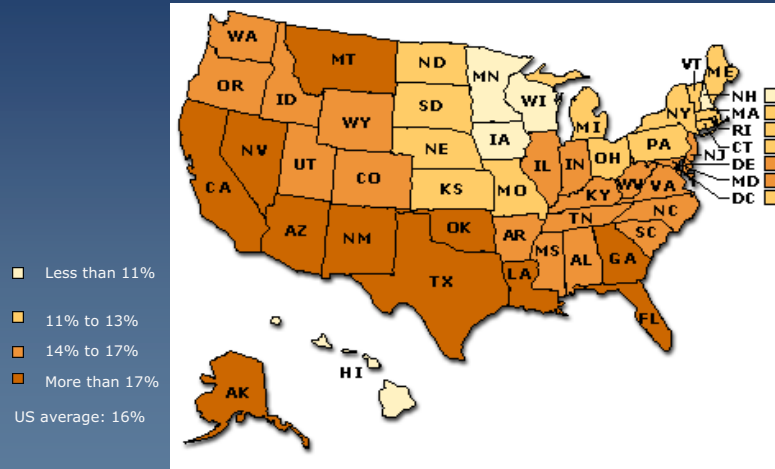 WA
MT
ND
MN
VT
ME
OR
ID
SD
WI
NY
NH
MA
WY
MI
RI
CT
NV
NE
IA
PA
NJ
DE
UT
IL
IN
OH
MD
CA
CO
KS
MO
WV
VA
DC
KY
AZ
NM
OK
AR
TN
NC
SC
MS
AL
GA
TX
LA
FL
Less than 11%
11% to 13%
14% to 17%
More than 17%
US average: 16%
HI
AK